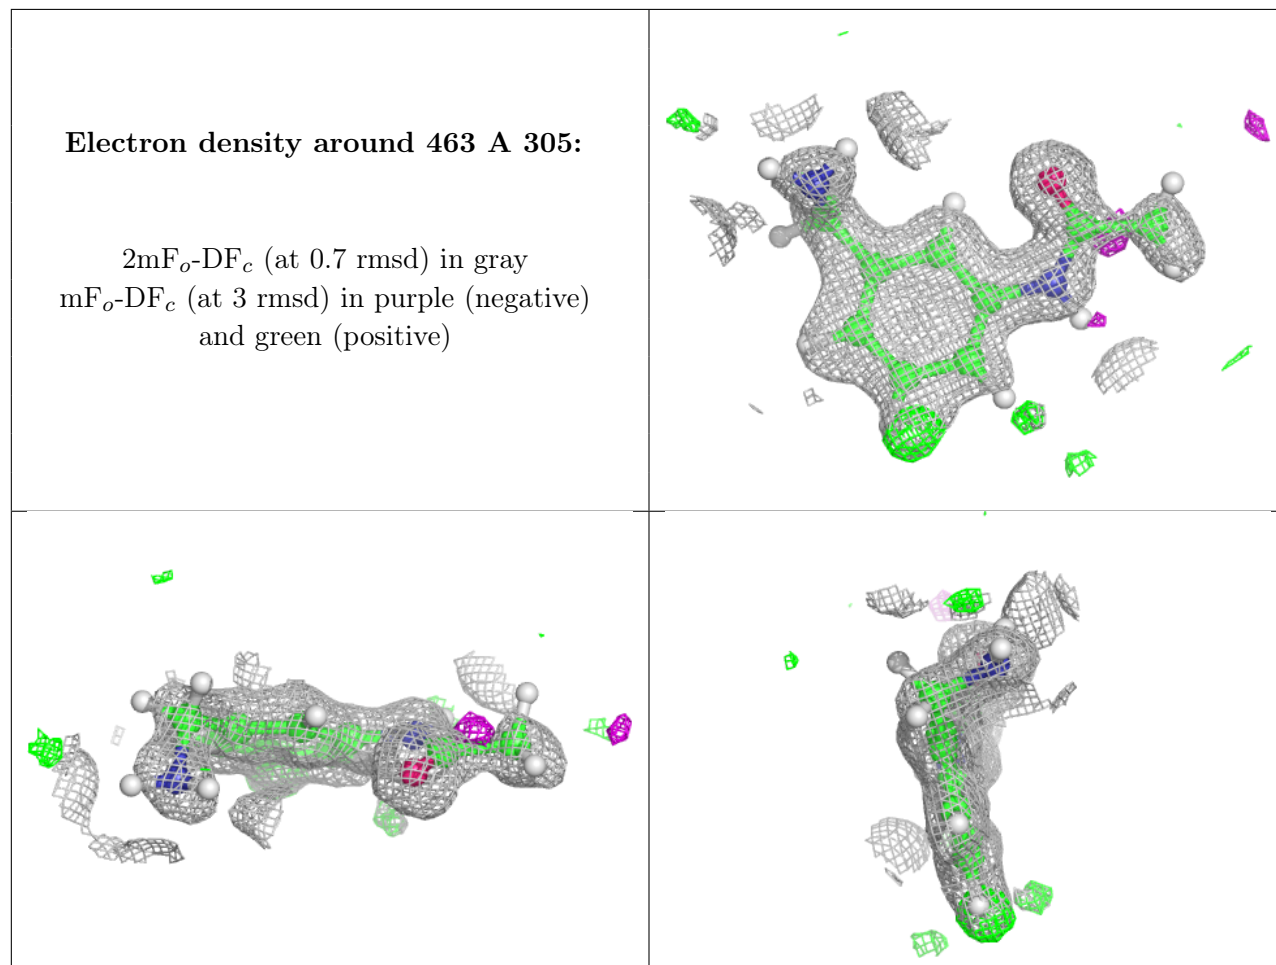 Electron density around 463 A 305:
2mFo-DFc (at 0.7 rmsd) in gray
mFo-DFc (at 3 rmsd) in purple (negative)
and green (positive)